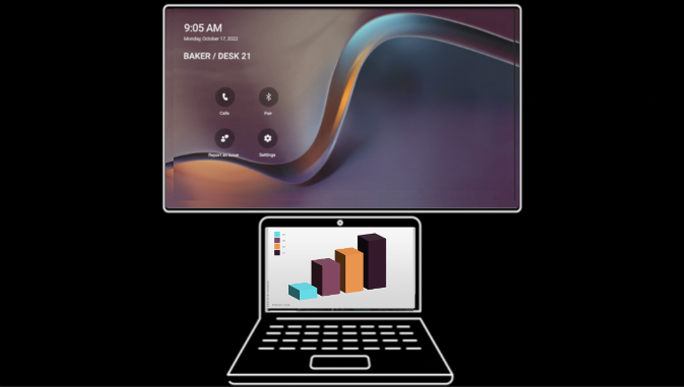 9:05 AM
Monday, October 17, 2022
BAKER / DESK 21
Calls
Pair
Report an issue
Settings